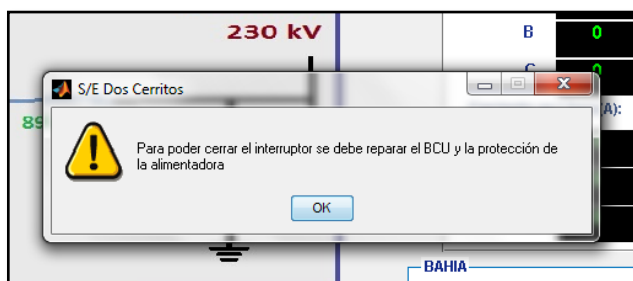 230 kV
B 0
C 0
S/E Dos Cerritos
(A):
89
Para poder cerrar el interruptor se debe reparar el BCU y la protección de
la alimentadora
OK
BAHIA